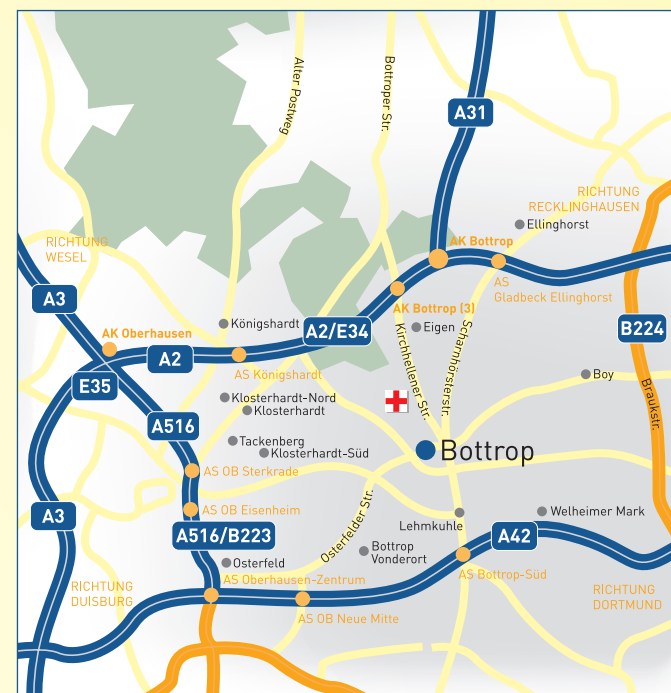 Alter Postweg
Bottroper Str.
A31
RICHTUNG
RECKLINGHAUSEN
Ellinghorst
RICHTUNG
WESEL
AK Bottrop
AS
Gladbeck Ellinghorst
A3
AK Bottrop (3)
Königshardt
A2/E34
Eigen
B224
AK Oberhausen
A2
AS Königshardt
Kirchhellener Str.
Scharnhörsterstr.
E35
Boy
Braukstr.
Klosterhardt-Nord
Klosterhardt
A516
Tackenberg
Klosterhardt-Süd
Bottrop
AS OB Sterkrade
AS OB Eisenheim
A3
Osterfelder Str.
Lehmkuhle
Welheimer Mark
A516/B223
A42
Bottrop
Vonderort
Osterfeld
AS Oberhausen-Zentrum
AS Bottrop-Süd
RICHTUNG
DUISBURG
RICHTUNG
DORTMUND
AS OB Neue Mitte